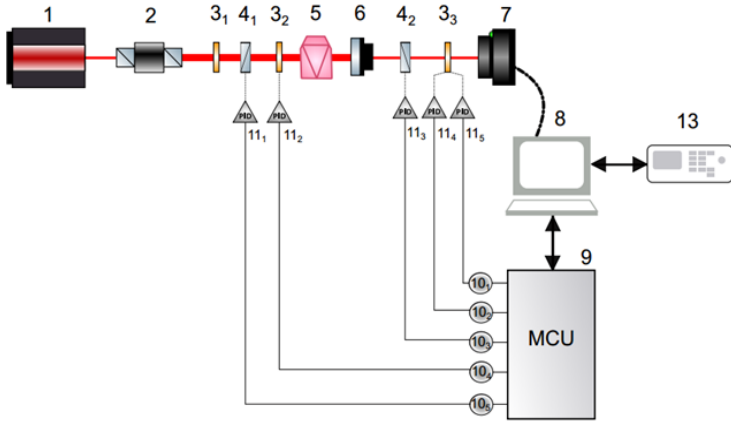 1 2 3₁ 4₁ 3₂ 5 6 4₂ 3₃ 7
PID PID PID PID PID
11₁ 11₂ 11₃ 11₄ 11₅
8 13
9
10₁
10₂
MCU
10₃
10₄
10₅